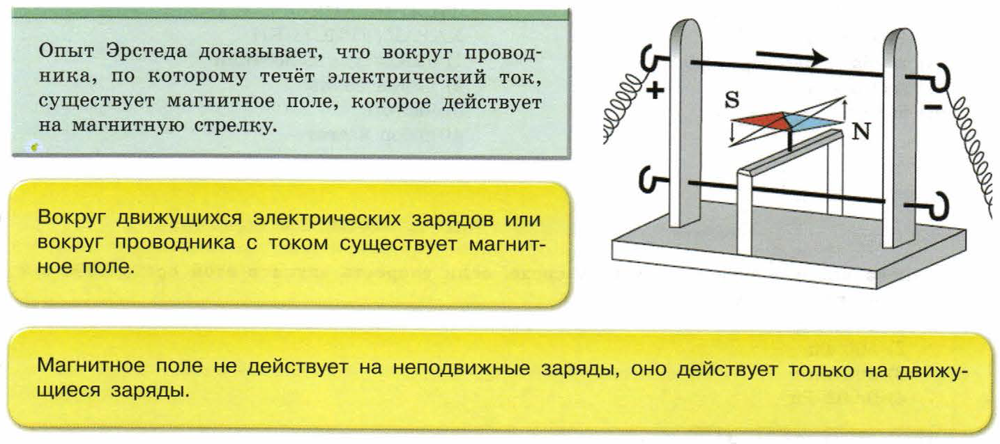 Опыт Эрстеда доказывает, что вокруг провод-
ника, по которому течёт электрический ток,
существует магнитное поле, которое действует
на магнитную стрелку.
+
–
S
N
Вокруг движущихся электрических зарядов или
вокруг проводника с током существует магнит-
ное поле.
Магнитное поле не действует на неподвижные заряды, оно действует только на движу-
щиеся заряды.